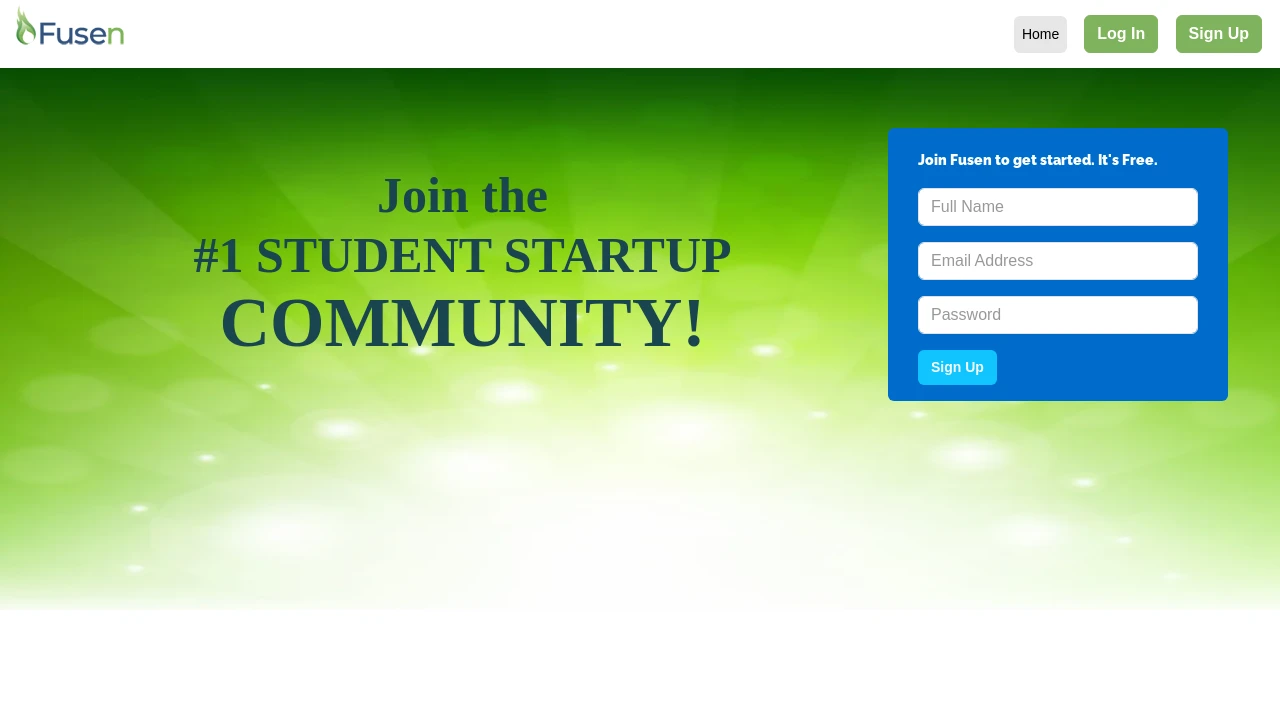 Fusen
Home
Log In
Sign Up
Join the
#1 STUDENT STARTUP
COMMUNITY!
Join Fusen to get started. It's Free.
Full Name
Email Address
Password
Sign Up